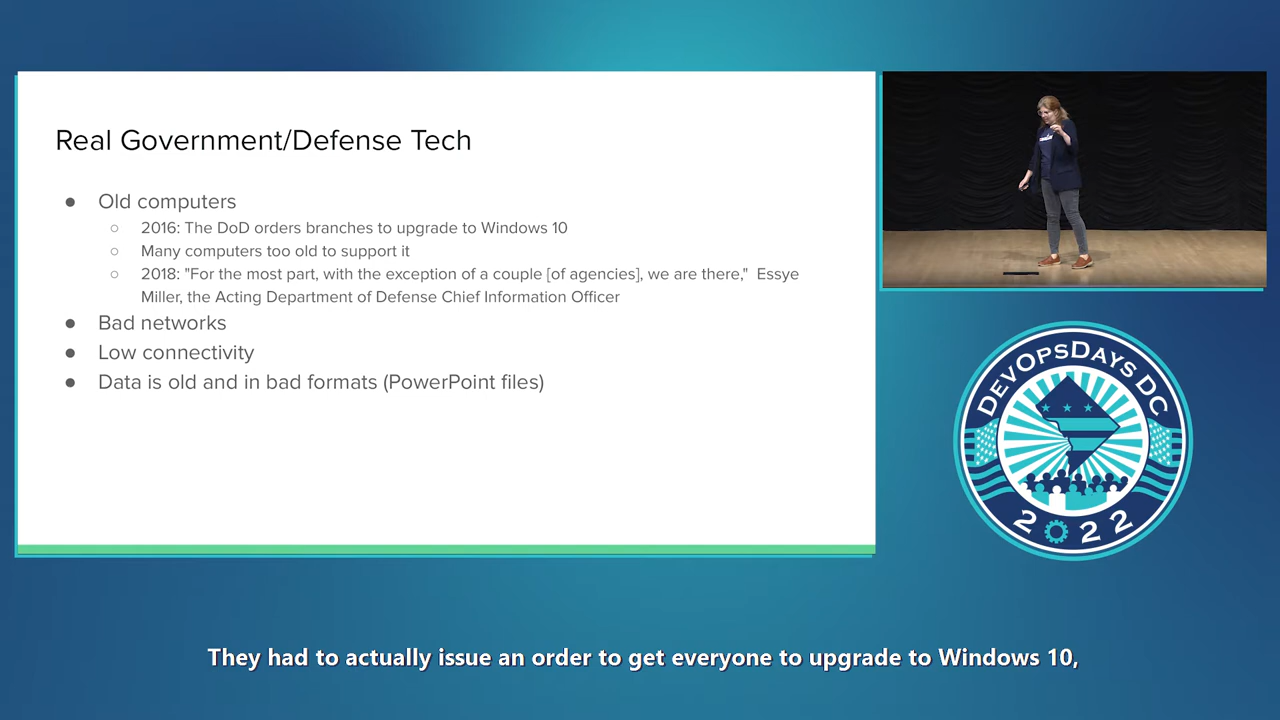 Real Government/Defense Tech
● Old computers
○ 2016: The DoD orders branches to upgrade to Windows 10
○ Many computers too old to support it
○ 2018: "For the most part, with the exception of a couple [of agencies], we are there," Essye
Miller, the Acting Department of Defense Chief Information Officer
● Bad networks
● Low connectivity
● Data is old and in bad formats (PowerPoint files)
DEVOPSDAYS DC
2022
They had to actually issue an order to get everyone to upgrade to Windows 10,